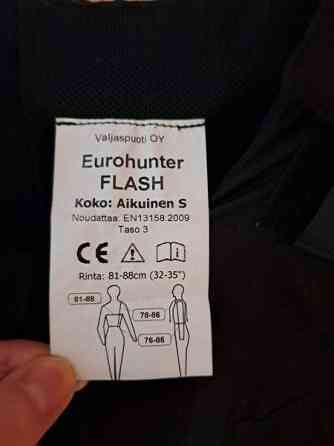 Valjaspuoti OY
Eurohunter
FLASH
Koko: Aikuinen S
Noudattaa: EN13158:2009
Taso 3
CE
Rinta: 81-88cm (32-35")
81-88
78-86
76-86